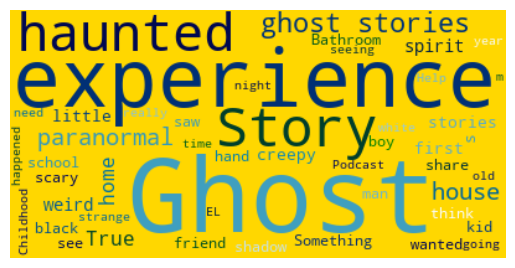 haunted ghost stories
Bathroom
seeing spirit year
experience
night Help m
need little really Story stories
saw
paranormal time white boy first s
school hand creepy Podcast share
scary home man old
weird EL Ghost house
strange think
black see True friend shadow Something wanted kid
going
Childhood happened